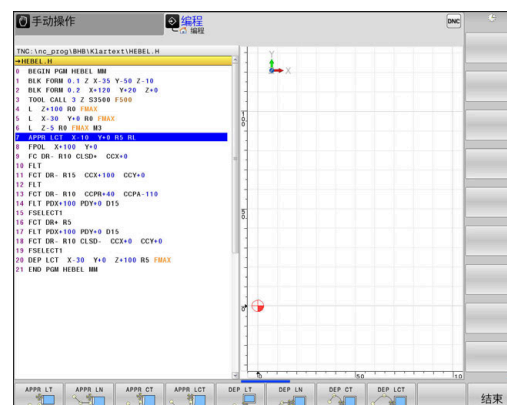 手动操作
编程
编程
DNC
TNC:\nc_prog\BHB\Klartext\HEBEL.H
→HEBEL.H
0 BEGIN PGM HEBEL MM
1 BLK FORM 0.1 Z X-35 Y-50 Z-10
2 BLK FORM 0.2 X+120 Y+20 Z+0
3 TOOL CALL 3 Z S3500 F500
4 L Z+100 R0 FMAX
5 L X-30 Y+0 R0 FMAX
6 L Z-5 R0 FMAX M3
7 APPR LCT X-10 Y+0 R5 RL
8 FPOL X+100 Y+0
9 FC DR- R10 CLSD+ CCX+0
10 FLT
11 FCT DR- R15 CCX+100 CCY+0
12 FLT
13 FCT DR- R10 CCPR+40 CCPA-110
14 FLT PDX+100 PDY+0 D15
15 FSELECT1
16 FCT DR+ R5
17 FLT PDX+100 PDY+0 D15
18 FCT DR- R10 CLSD- CCX+0 CCY+0
19 FSELECT1
20 DEP LCT X-30 Y+0 Z+100 R5 FMAX
21 END PGM HEBEL MM
Y
X
0
50
APPR LT
APPR LN
APPR CT
APPR LCT
DEP LT
DEP LN
DEP CT
DEP LCT
结束